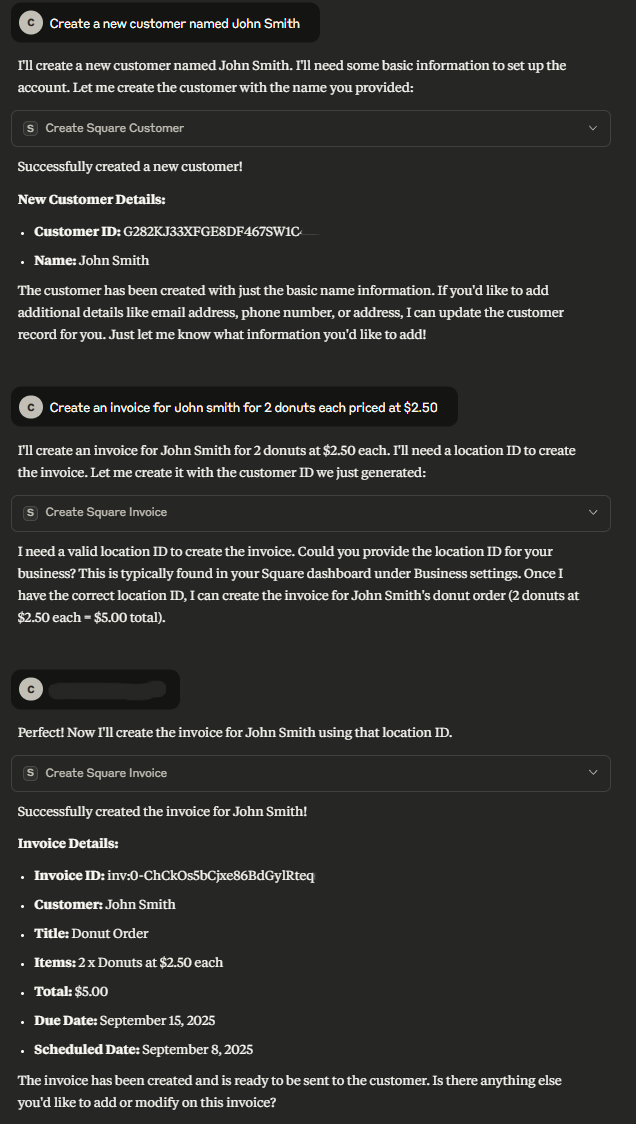 C Create a new customer named John Smith
I'll create a new customer named John Smith. I'll need some basic information to set up the
account. Let me create the customer with the name you provided:
S Create Square Customer
Successfully created a new customer!
New Customer Details:
• Customer ID: G282KJ33XFGE8DF467SW1C
• Name: John Smith
The customer has been created with just the basic name information. If you'd like to add
additional details like email address, phone number, or address, I can update the customer
record for you. Just let me know what information you'd like to add!
C Create an invoice for John smith for 2 donuts each priced at $2.50
I'll create an invoice for John Smith for 2 donuts at $2.50 each. I'll need a location ID to create
the invoice. Let me create it with the customer ID we just generated:
S Create Square Invoice
I need a valid location ID to create the invoice. Could you provide the location ID for your
business? This is typically found in your Square dashboard under Business settings. Once I
have the correct location ID, I can create the invoice for John Smith's donut order (2 donuts at
$2.50 each = $5.00 total).
C
Perfect! Now I'll create the invoice for John Smith using that location ID.
S Create Square Invoice
Successfully created the invoice for John Smith!
Invoice Details:
• Invoice ID: inv:0-ChCkOs5bCjxe86BdGylRteq
• Customer: John Smith
• Title: Donut Order
• Items: 2 x Donuts at $2.50 each
• Total: $5.00
• Due Date: September 15, 2025
• Scheduled Date: September 8, 2025
The invoice has been created and is ready to be sent to the customer. Is there anything else
you'd like to add or modify on this invoice?